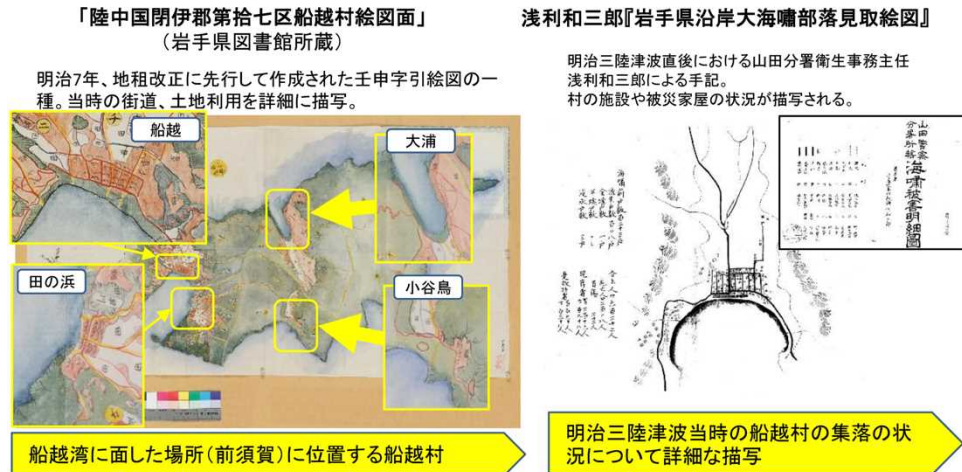 「陸中国閉伊郡第拾七区船越村絵図面」
（岩手県図書館所蔵）
明治7年、地租改正に先行して作成された壬申字引絵図の一
種。当時の街道、土地利用を詳細に描写。
船越
大浦
田の浜
小谷鳥
船越湾に面した場所(前須賀)に位置する船越村
浅利和三郎『岩手県沿岸大海嘯部落見取絵図』
明治三陸津波直後における山田分署衛生事務主任
浅利和三郎による手記。
村の施設や被災家屋の状況が描写される。
山田警察
分署所轄
海嘯被害明細圖
明治三陸津波当時の船越村の集落の状
況について詳細な描写